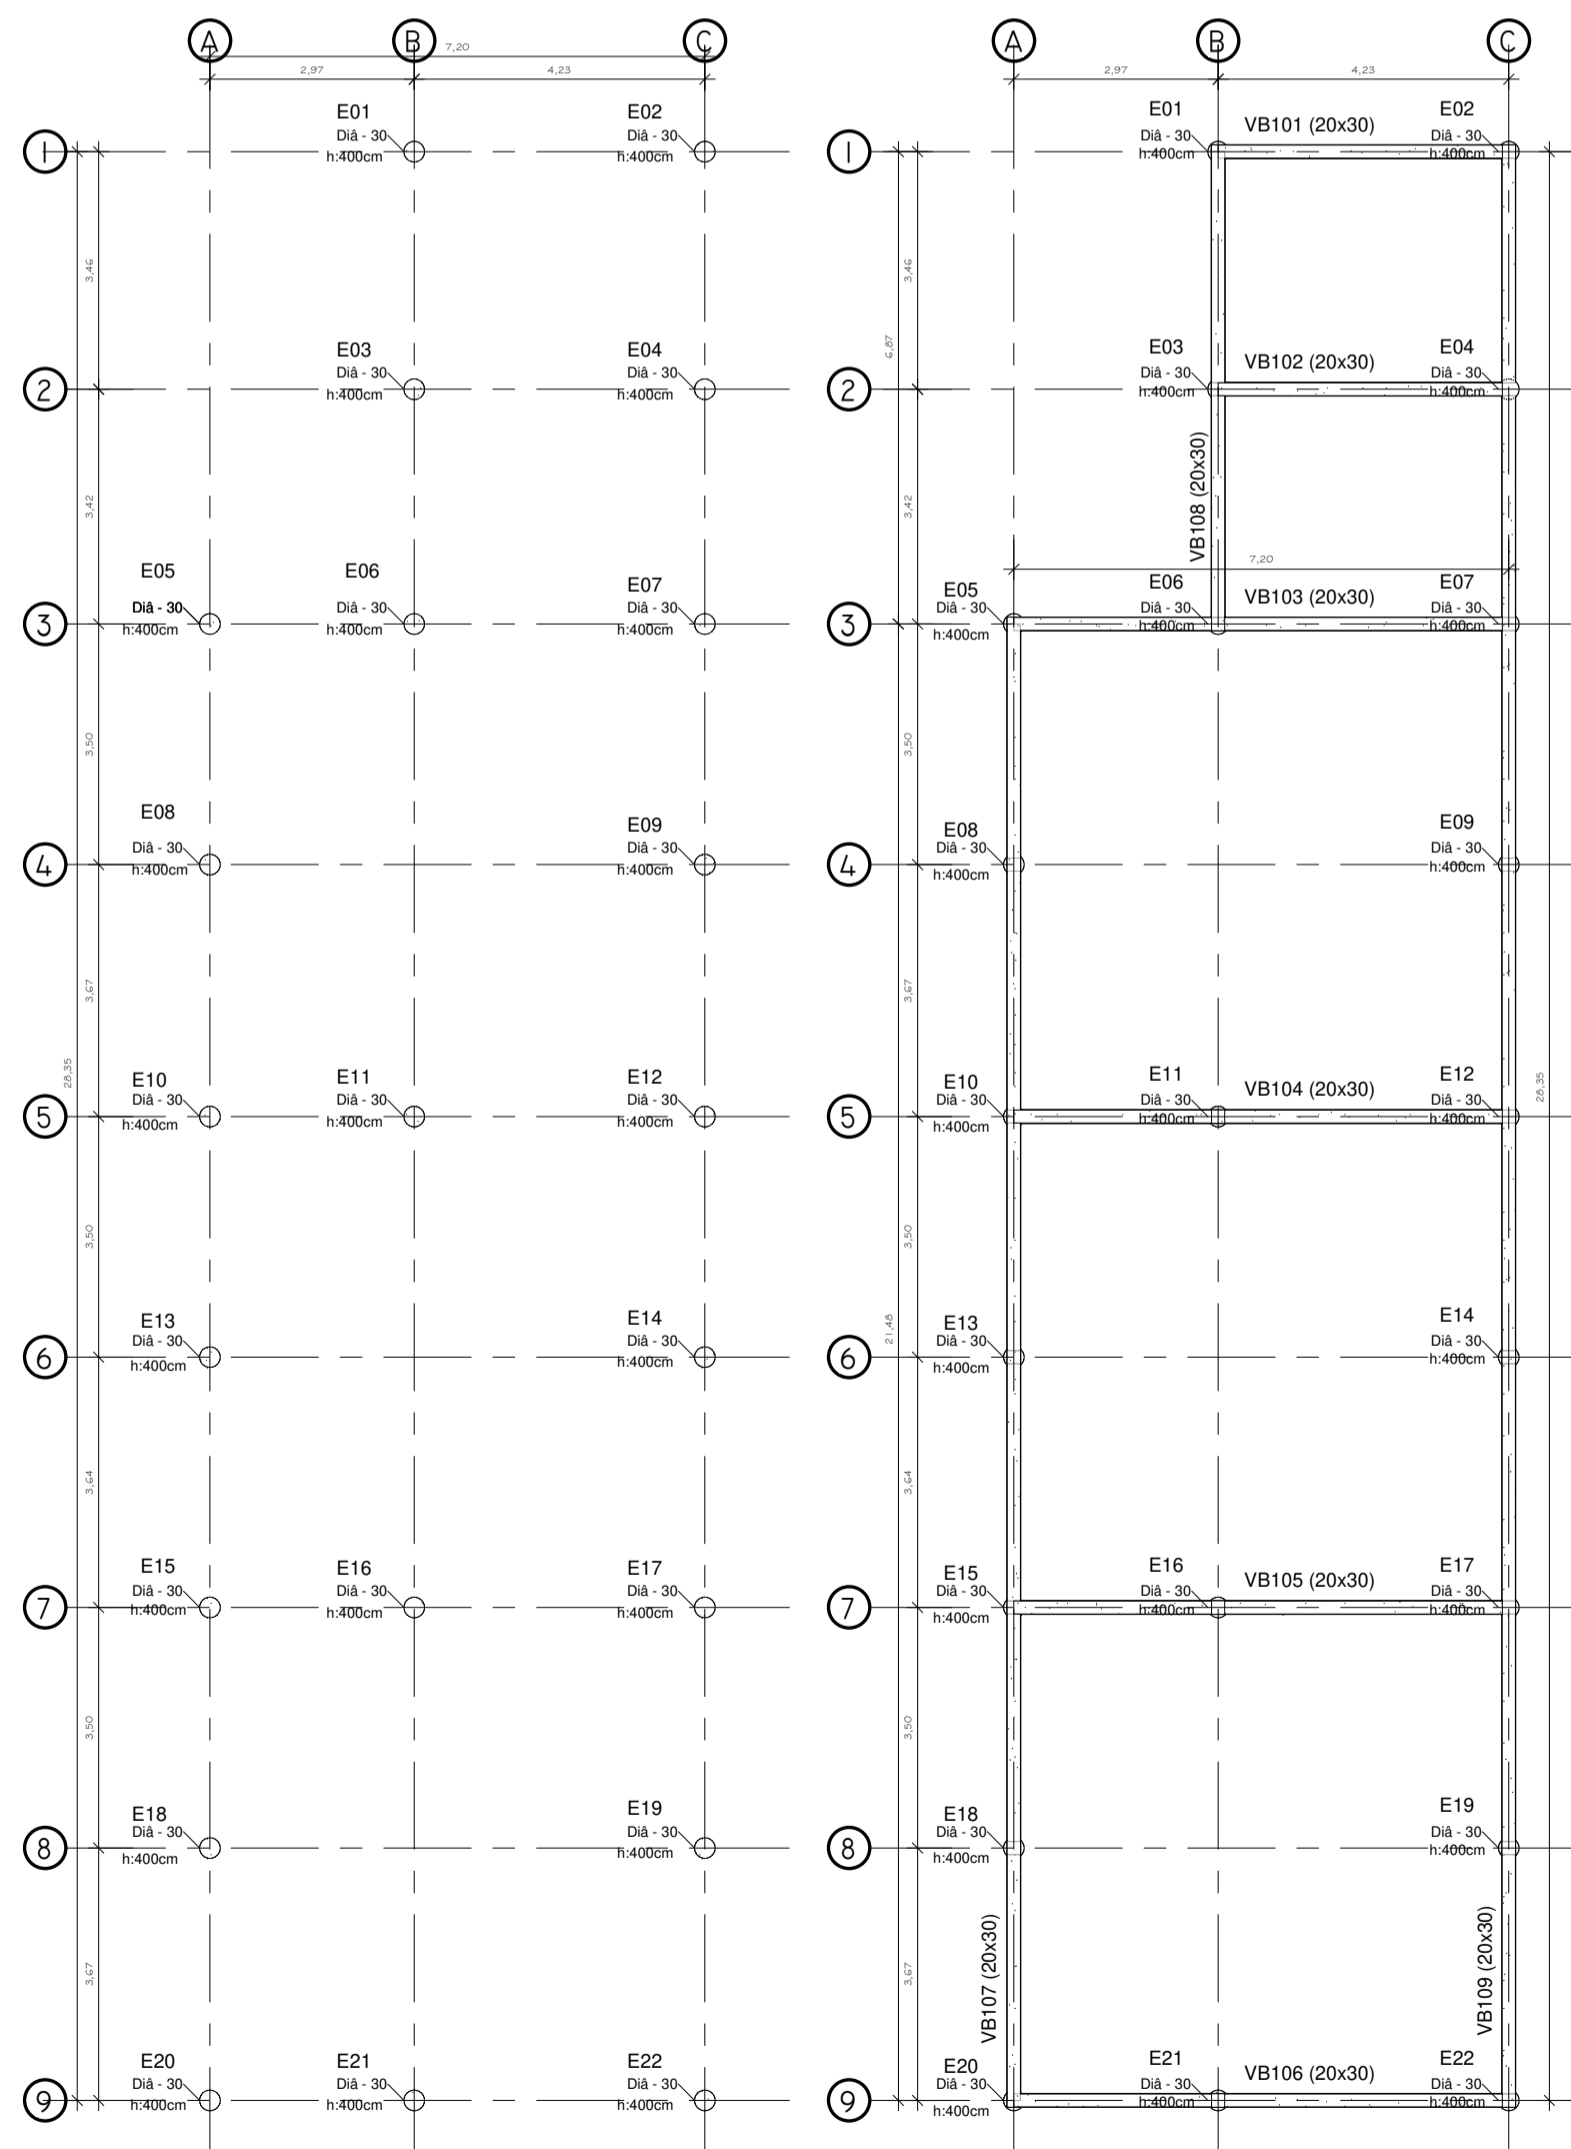 A B C
7,20
2,97 4,23
E01 E02
Diâ - 30 Diâ - 30
1
h:400cm h:400cm
3,46
E03 E04
Diâ - 30 Diâ - 30
2
h:400cm h:400cm
3,42
E05 E06 E07
Diâ - 30 Diâ - 30 Diâ - 30
3
h:400cm h:400cm h:400cm
3,50
E08 E09
Diâ - 30 Diâ - 30
4
h:400cm h:400cm
3,67
28,35
E10 E11 E12
Diâ - 30 Diâ - 30 Diâ - 30
5
h:400cm h:400cm h:400cm
3,50
E13 E14
Diâ - 30 Diâ - 30
6
h:400cm h:400cm
3,64
E15 E16 E17
Diâ - 30 Diâ - 30 Diâ - 30
7
h:400cm h:400cm h:400cm
3,50
E18 E19
Diâ - 30 Diâ - 30
8
h:400cm h:400cm
3,67
E20 E21 E22
Diâ - 30 Diâ - 30 Diâ - 30
9
h:400cm h:400cm h:400cm
A B C
2,97 4,23
E01 VB101 (20x30) E02
Diâ - 30 Diâ - 30
1
h:400cm h:400cm
3,46
6,87
E03 VB102 (20x30) E04
Diâ - 30 Diâ - 30
2
h:400cm h:400cm
VB108 (20x30)
3,42
7,20
E05 E06 VB103 (20x30) E07
Diâ - 30 Diâ - 30 Diâ - 30
3
h:400cm h:400cm h:400cm
3,50
E08 E09
Diâ - 30 Diâ - 30
4
h:400cm h:400cm
3,67
28,35
E10 E11 VB104 (20x30) E12
Diâ - 30 Diâ - 30 Diâ - 30
5
h:400cm h:400cm h:400cm
3,50
21,48
E13 E14
Diâ - 30 Diâ - 30
6
h:400cm h:400cm
3,64
E15 E16 VB105 (20x30) E17
Diâ - 30 Diâ - 30 Diâ - 30
7
h:400cm h:400cm h:400cm
3,50
E18 E19
Diâ - 30 Diâ - 30
8
h:400cm h:400cm
3,67
VB107 (20x30) VB109 (20x30)
E20 E21 VB106 (20x30) E22
Diâ - 30 Diâ - 30 Diâ - 30
9
h:400cm h:400cm h:400cm